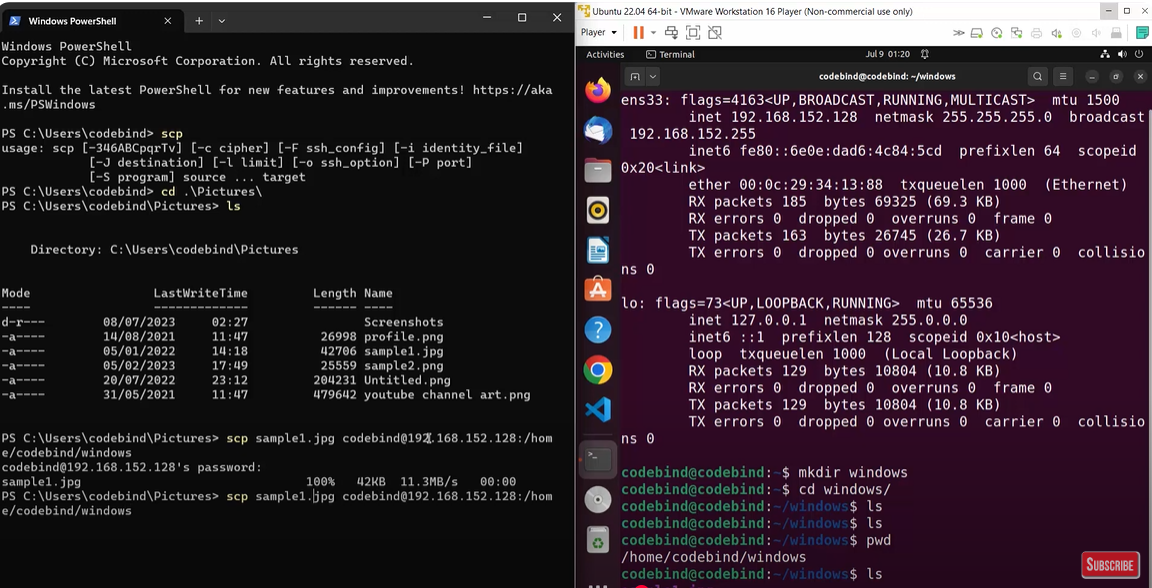 Windows PowerShell
Windows PowerShell
Copyright (C) Microsoft Corporation. All rights reserved.
Install the latest PowerShell for new features and improvements! https://aka
.ms/PSWindows
PS C:\Users\codebind> scp
usage: scp [-346ABCpqrTv] [-c cipher] [-F ssh_config] [-i identity_file]
[-J destination] [-l limit] [-o ssh_option] [-P port]
[-S program] source ... target
PS C:\Users\codebind> cd .\Pictures\
PS C:\Users\codebind\Pictures> ls
Directory: C:\Users\codebind\Pictures
Mode LastWriteTime Length Name
---- ------------- ------ ----
d-r--- 08/07/2023 02:27 Screenshots
-a---- 14/08/2021 11:47 26998 profile.png
-a---- 05/01/2022 14:18 42706 sample1.jpg
-a---- 05/02/2023 17:49 25559 sample2.png
-a---- 20/07/2022 23:12 204231 Untitled.png
-a---- 31/05/2021 11:47 479642 youtube channel art.png
PS C:\Users\codebind\Pictures> scp sample1.jpg codebind@192.168.152.128:/hom
e/codebind/windows
codebind@192.168.152.128's password:
sample1.jpg 100% 42KB 11.3MB/s 00:00
PS C:\Users\codebind\Pictures> scp sample1.jpg codebind@192.168.152.128:/hom
e/codebind/windows
Ubuntu 22.04 64-bit - VMware Workstation 16 Player (Non-commercial use only)
Player
Activities Terminal Jul 9 01:20
codebind@codebind: ~/windows
ens33: flags=4163<UP,BROADCAST,RUNNING,MULTICAST> mtu 1500
inet 192.168.152.128 netmask 255.255.255.0 broadcast
192.168.152.255
inet6 fe80::6e0e:dad6:4c84:5cd prefixlen 64 scopeid
0x20<link>
ether 00:0c:29:34:13:88 txqueuelen 1000 (Ethernet)
RX packets 185 bytes 69325 (69.3 KB)
RX errors 0 dropped 0 overruns 0 frame 0
TX packets 163 bytes 26745 (26.7 KB)
TX errors 0 dropped 0 overruns 0 carrier 0 collisio
ns 0
lo: flags=73<UP,LOOPBACK,RUNNING> mtu 65536
inet 127.0.0.1 netmask 255.0.0.0
inet6 ::1 prefixlen 128 scopeid 0x10<host>
loop txqueuelen 1000 (Local Loopback)
RX packets 129 bytes 10804 (10.8 KB)
RX errors 0 dropped 0 overruns 0 frame 0
TX packets 129 bytes 10804 (10.8 KB)
TX errors 0 dropped 0 overruns 0 carrier 0 collisio
ns 0
codebind@codebind:~$ mkdir windows
codebind@codebind:~$ cd windows/
codebind@codebind:~/windows$ ls
codebind@codebind:~/windows$ ls
codebind@codebind:~/windows$ pwd
/home/codebind/windows
codebind@codebind:~/windows$ ls
SUBSCRIBE